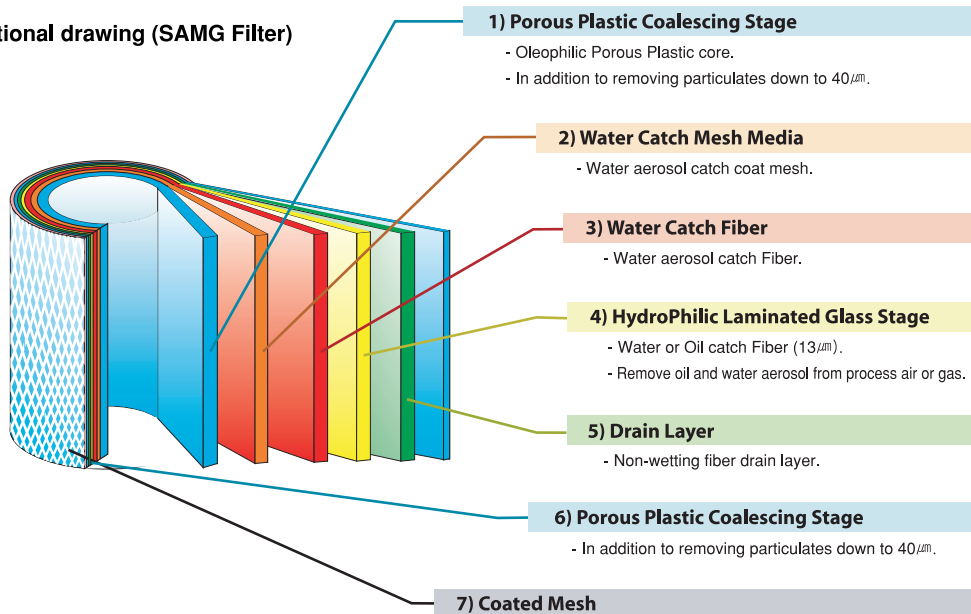 tional drawing (SAMG Filter)
1) Porous Plastic Coalescing Stage
- Oleophilic Porous Plastic core.
- In addition to removing particulates down to 40㎛.
2) Water Catch Mesh Media
- Water aerosol catch coat mesh.
3) Water Catch Fiber
- Water aerosol catch Fiber.
4) HydroPhilic Laminated Glass Stage
- Water or Oil catch Fiber (13㎛).
- Remove oil and water aerosol from process air or gas.
5) Drain Layer
- Non-wetting fiber drain layer.
6) Porous Plastic Coalescing Stage
- In addition to removing particulates down to 40㎛.
7) Coated Mesh